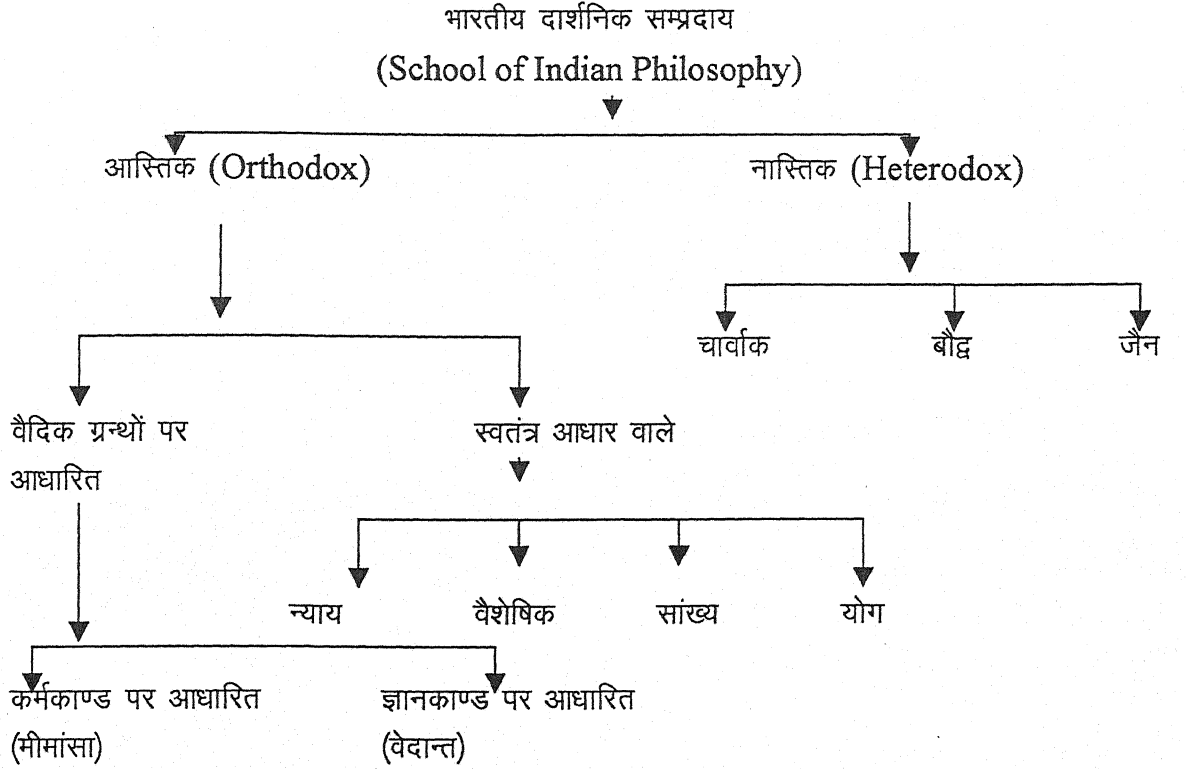 भारतीय दार्शनिक सम्प्रदाय
(School of Indian Philosophy)
आस्तिक (Orthodox)
नास्तिक (Heterodox)
चार्वाक
बौद्व
जैन
वैदिक ग्रन्थों पर
आधारित
स्वतंत्र आधार वाले
न्याय
वैशेषिक
सांख्य
योग
कर्मकाण्ड पर आधारित
(मीमांसा)
ज्ञानकाण्ड पर आधारित
(वेदान्त)